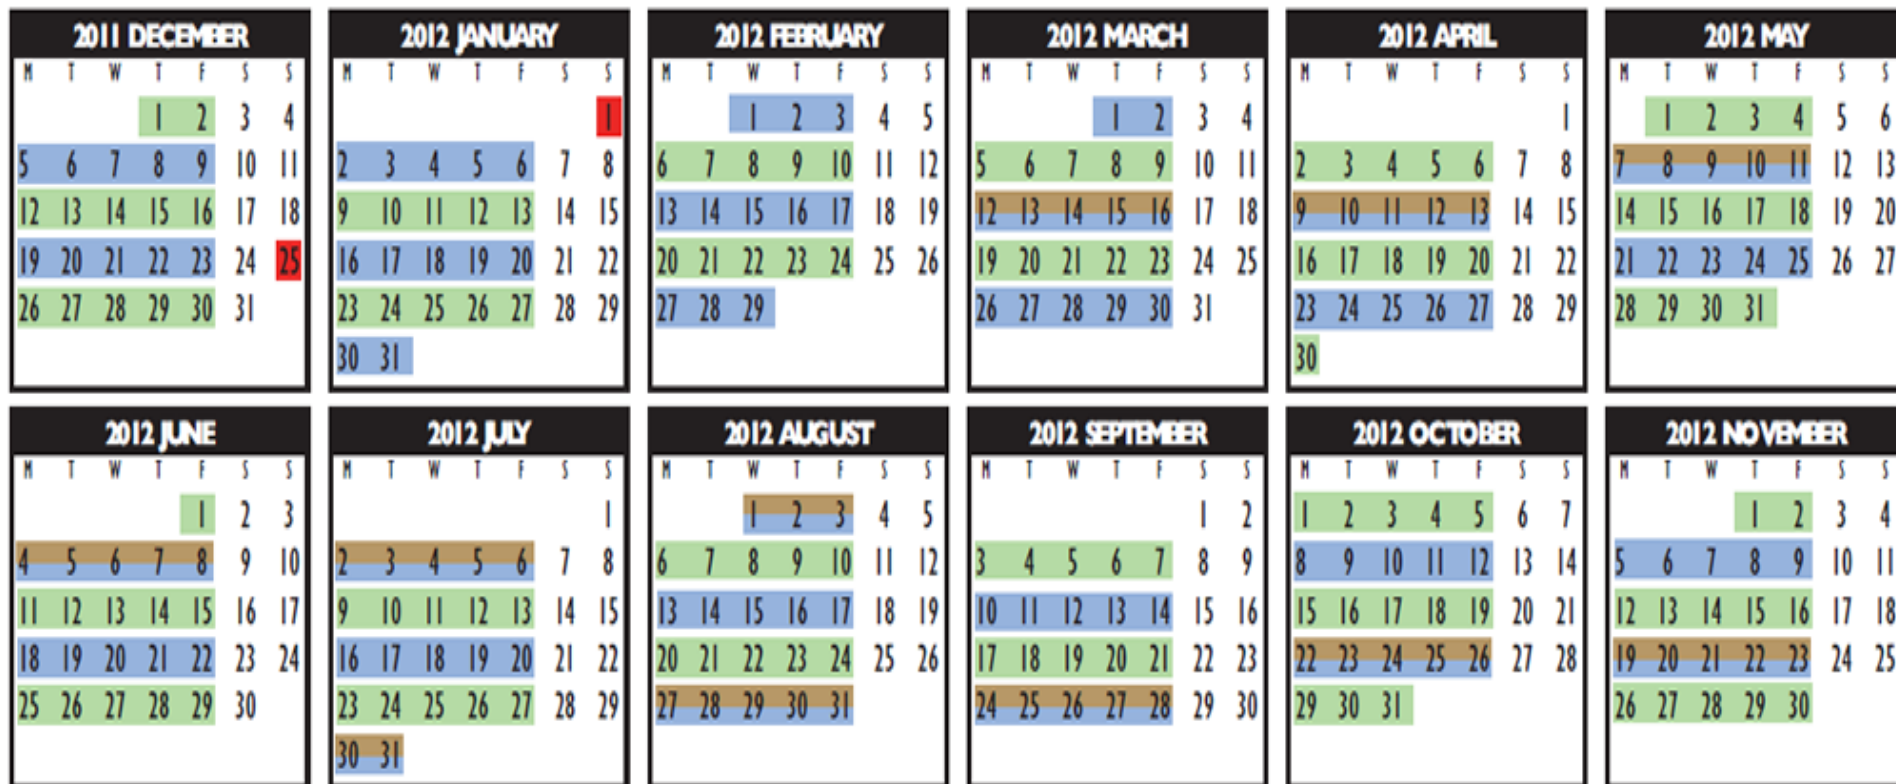 2011 DECEMBER
M T W T F S S
1 2 3 4
5 6 7 8 9 10 11
12 13 14 15 16 17 18
19 20 21 22 23 24 25
26 27 28 29 30 31
2012 JANUARY
M T W T F S S
1
2 3 4 5 6 7 8
9 10 11 12 13 14 15
16 17 18 19 20 21 22
23 24 25 26 27 28 29
30 31
2012 FEBRUARY
M T W T F S S
1 2 3 4 5
6 7 8 9 10 11 12
13 14 15 16 17 18 19
20 21 22 23 24 25 26
27 28 29
2012 MARCH
M T W T F S S
1 2 3 4
5 6 7 8 9 10 11
12 13 14 15 16 17 18
19 20 21 22 23 24 25
26 27 28 29 30 31
2012 APRIL
M T W T F S S
1
2 3 4 5 6 7 8
9 10 11 12 13 14 15
16 17 18 19 20 21 22
23 24 25 26 27 28 29
30
2012 MAY
M T W T F S S
1 2 3 4 5 6
7 8 9 10 11 12 13
14 15 16 17 18 19 20
21 22 23 24 25 26 27
28 29 30 31
2012 JUNE
M T W T F S S
1 2 3
4 5 6 7 8 9 10
11 12 13 14 15 16 17
18 19 20 21 22 23 24
25 26 27 28 29 30
2012 JULY
M T W T F S S
1
2 3 4 5 6 7 8
9 10 11 12 13 14 15
16 17 18 19 20 21 22
23 24 25 26 27 28 29
30 31
2012 AUGUST
M T W T F S S
1 2 3 4 5
6 7 8 9 10 11 12
13 14 15 16 17 18 19
20 21 22 23 24 25 26
27 28 29 30 31
2012 SEPTEMBER
M T W T F S S
1 2
3 4 5 6 7 8 9
10 11 12 13 14 15 16
17 18 19 20 21 22 23
24 25 26 27 28 29 30
2012 OCTOBER
M T W T F S S
1 2 3 4 5 6 7
8 9 10 11 12 13 14
15 16 17 18 19 20 21
22 23 24 25 26 27 28
29 30 31
2012 NOVEMBER
M T W T F S S
1 2 3 4
5 6 7 8 9 10 11
12 13 14 15 16 17 18
19 20 21 22 23 24 25
26 27 28 29 30